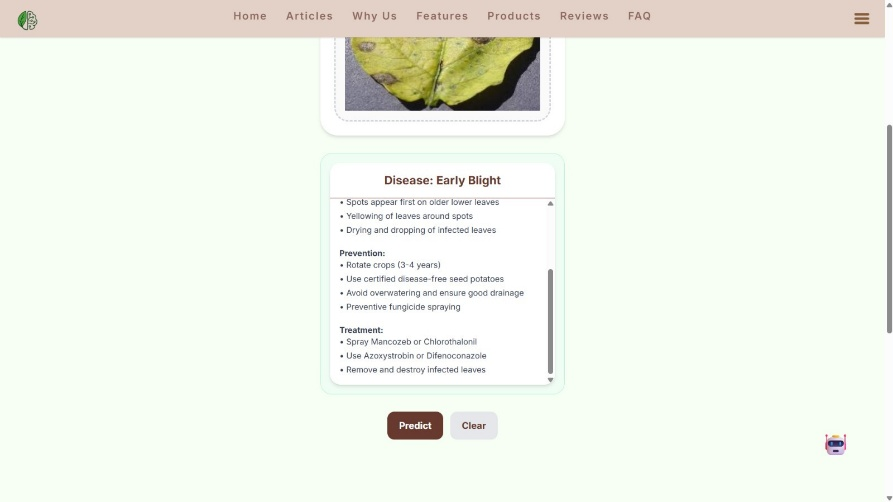 Home Articles Why Us Features Products Reviews FAQ
Disease: Early Blight
• Spots appear first on older lower leaves
• Yellowing of leaves around spots
• Drying and dropping of infected leaves
Prevention:
• Rotate crops (3-4 years)
• Use certified disease-free seed potatoes
• Avoid overwatering and ensure good drainage
• Preventive fungicide spraying
Treatment:
• Spray Mancozeb or Chlorothalonil
• Use Azoxystrobin or Difenoconazole
• Remove and destroy infected leaves
Predict Clear